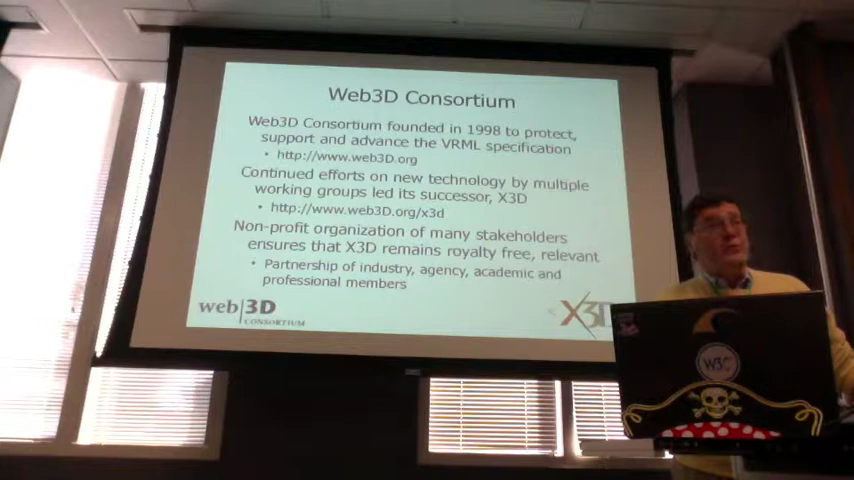 Web3D Consortium
Web3D Consortium founded in 1998 to protect,
support and advance the VRML specification
• http://www.web3D.org
Continued efforts on new technology by multiple
working groups led its successor, X3D
• http://www.web3D.org/x3d
Non-profit organization of many stakeholders
ensures that X3D remains royalty free, relevant
• Partnership of industry, agency, academic and
professional members
web|3D
CONSORTIUM
X3D
W3C